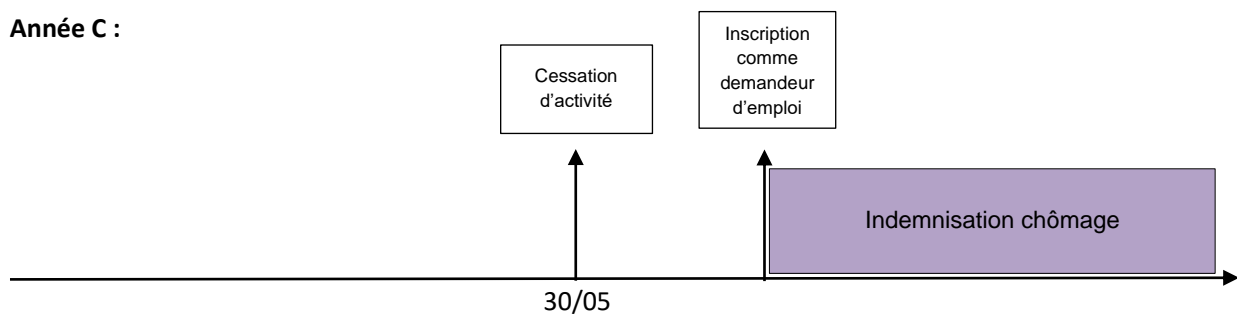 Année C :
Cessation
d’activité
Inscription
comme
demandeur
d’emploi
Indemnisation chômage
30/05